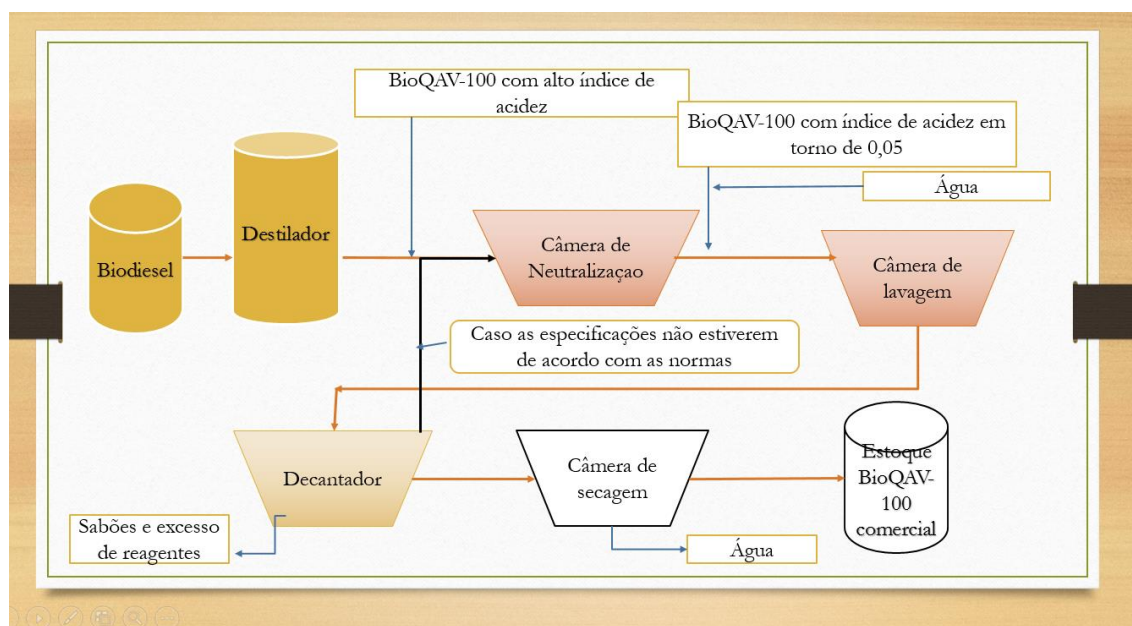 BioQAV-100 com alto índice de
acidez
BioQAV-100 com índice de acidez em
torno de 0,05
Água
Biodiesel
Destilador
Câmera de
Neutralizaçao
Câmera de
lavagem
Caso as especificações não estiverem
de acordo com as normas
Decantador
Câmera de
secagem
Estoque
BioQAV-
100
comercial
Sabões e excesso
de reagentes
Água